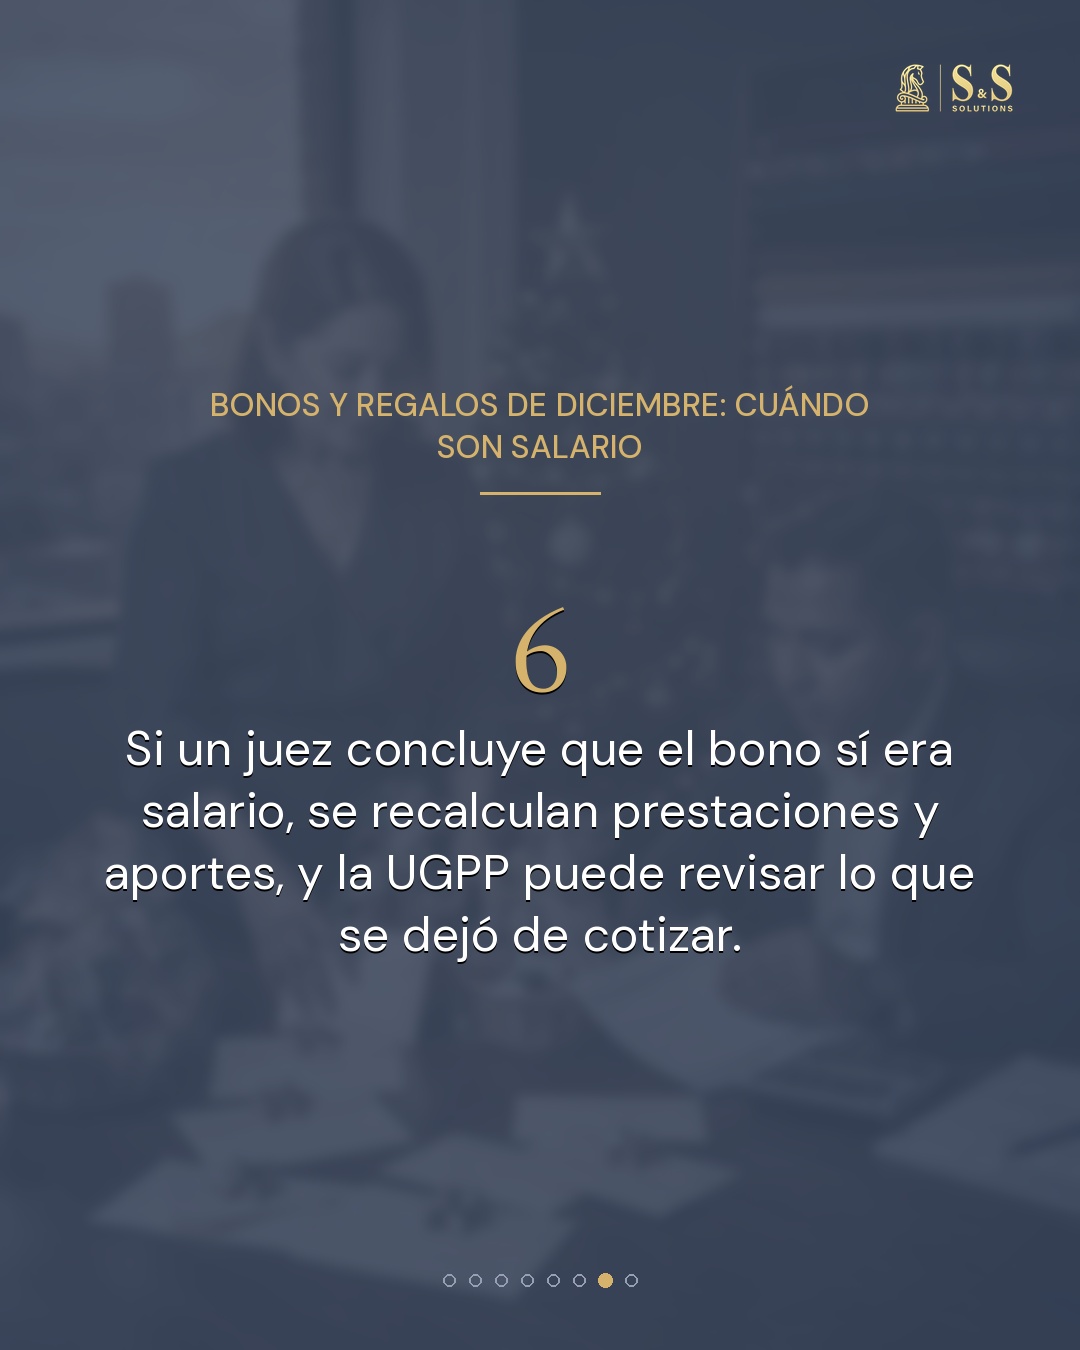 S&S
SOLUTIONS
BONOS Y REGALOS DE DICIEMBRE: CUÁNDO
SON SALARIO
6
Si un juez concluye que el bono sí era
salario, se recalculan prestaciones y
aportes, y la UGPP puede revisar lo que
se dejó de cotizar.